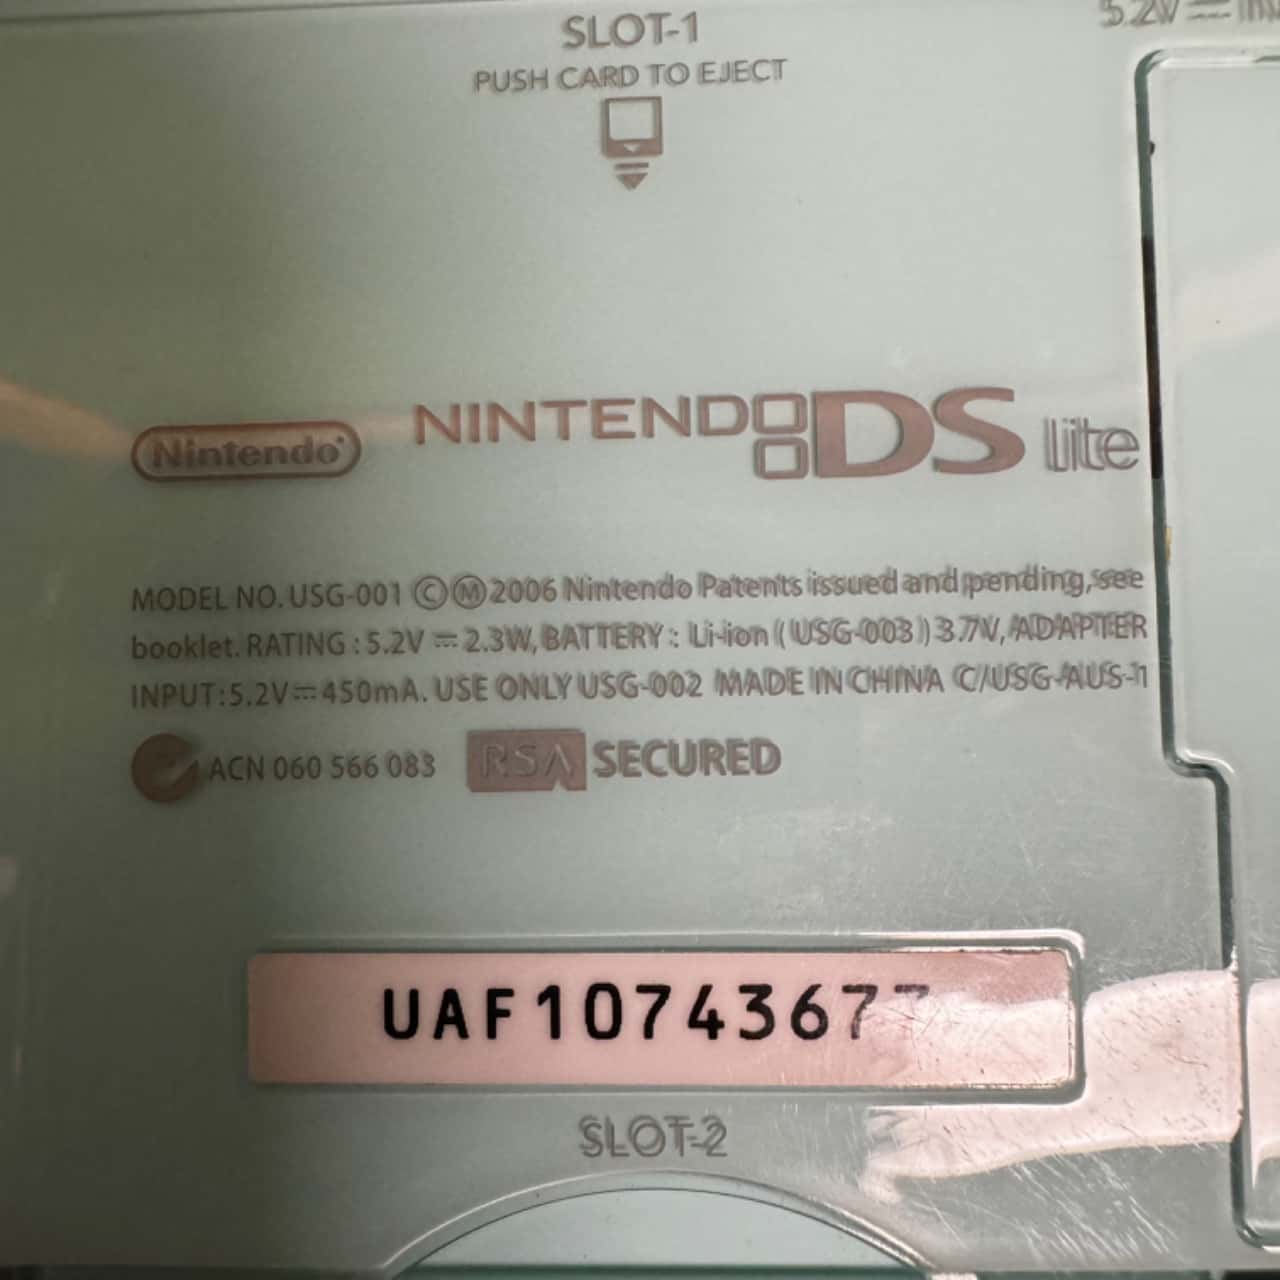 SLOT-1
5.2V ⎓
PUSH CARD TO EJECT
Nintendo®
NINTENDO DS Lite
MODEL NO. USG-001 ©Ⓜ2006 Nintendo Patents issued and pending, see
booklet. RATING : 5.2V ⎓ 2.3W, BATTERY : Li-ion ( USG-003 ) 3.7V, ADAPTER
INPUT:5.2V⎓450mA. USE ONLY USG-002 MADE IN CHINA C/USG-AUS-1
ACN 060 566 083 RSA SECURED
UAF10743677
SLOT-2